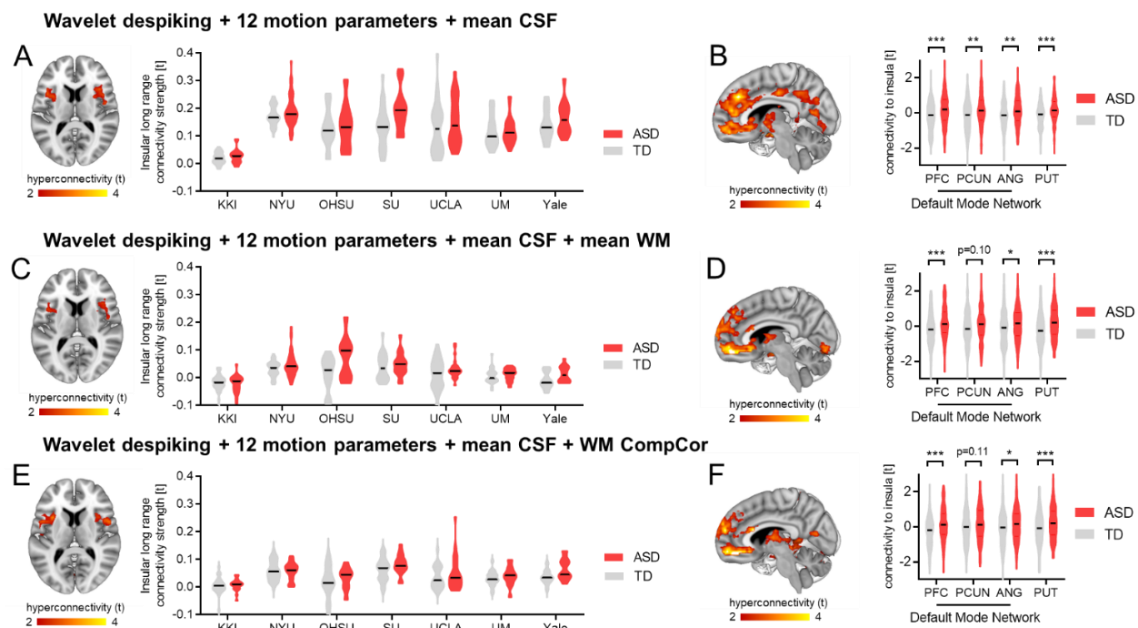 Wavelet despiking + 12 motion parameters + mean CSF
A
hyperconnectivity (t)
2 4
Insular long range
connectivity strength [t]
0.4
0.3
0.2
0.1
0.0
-0.1
KKI NYU OHSU SU UCLA UM Yale
ASD
TD
B
hyperconnectivity (t)
2 4
connectivity to insula [t]
2
0
-2
*** ** ** ***
PFC PCUN ANG PUT
Default Mode Network
ASD
TD
Wavelet despiking + 12 motion parameters + mean CSF + mean WM
C
hyperconnectivity (t)
2 4
Insular long range
connectivity strength [t]
0.4
0.3
0.2
0.1
0.0
-0.1
KKI NYU OHSU SU UCLA UM Yale
ASD
TD
D
hyperconnectivity (t)
2 4
connectivity to insula [t]
2
0
-2
*** p=0.10 * ***
PFC PCUN ANG PUT
Default Mode Network
ASD
TD
Wavelet despiking + 12 motion parameters + mean CSF + WM CompCor
E
hyperconnectivity (t)
2 4
Insular long range
connectivity strength [t]
0.4
0.3
0.2
0.1
0.0
-0.1
KKI NYU OHSU SU UCLA UM Yale
ASD
TD
F
hyperconnectivity (t)
2 4
connectivity to insula [t]
2
0
-2
*** p=0.11 * ***
PFC PCUN ANG PUT
Default Mode Network
ASD
TD